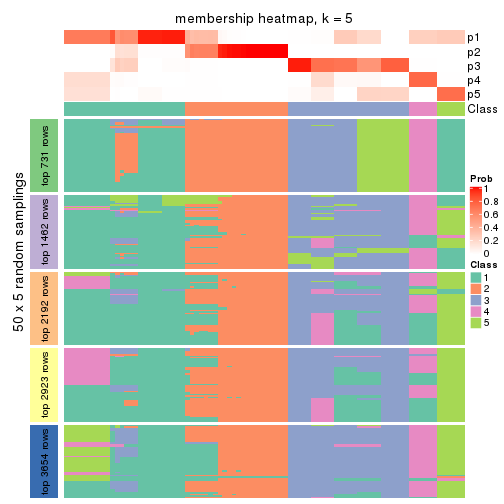 membership heatmap, k = 5
p1
p2
p3
p4
p5
Class
50 x 5 random samplings
top 731 rows
top 1462 rows
top 2192 rows
top 2923 rows
top 3654 rows
Prob
1
0.8
0.6
0.4
0.2
0
Class
1
2
3
4
5